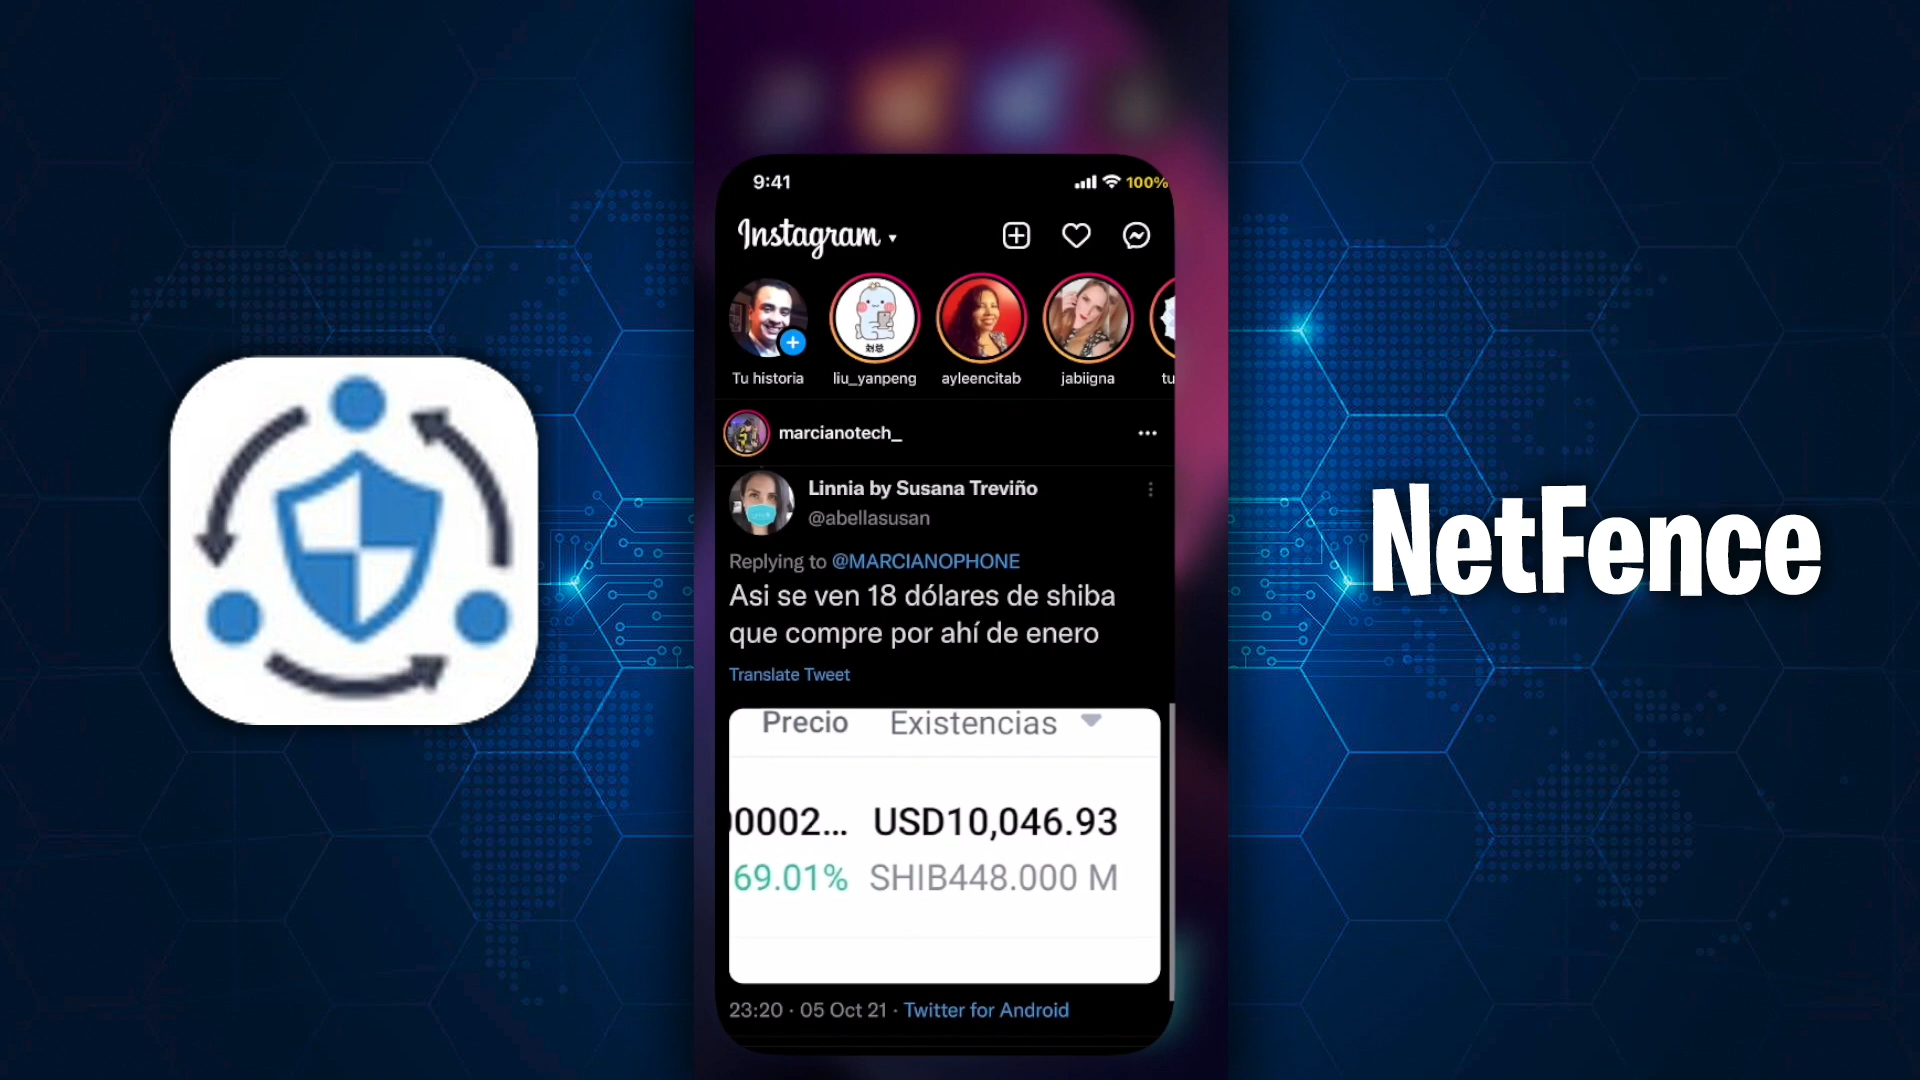 9:41
100%
Instagram
Tu historia
liu_yanpeng
ayleencitab
jabiigna
tu
marcianotech_
Linnia by Susana Treviño
@abellasusan
Replying to @MARCIANOPHONE
Asi se ven 18 dólares de shiba
que compre por ahí de enero
Translate Tweet
Precio Existencias
00002... USD10,046.93
69.01% SHIB448.000 M
23:20 · 05 Oct 21 · Twitter for Android
NetFence